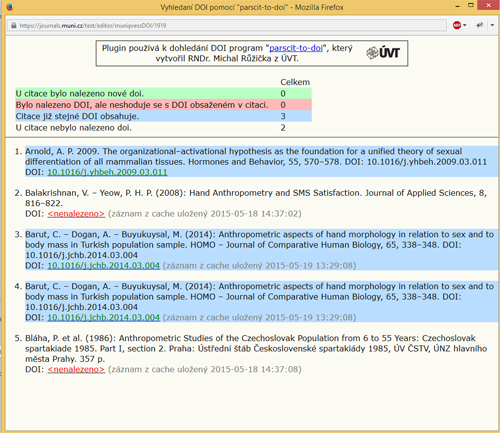 Vyhledaní DOI pomocí "parscit-to-doi" - Mozilla Firefox
https://journals.muni.cz/test/editor/munipressDOI/1919
ABP
Plugin používá k dohledání DOI program "parscit-to-doi", který
vytvořil RNDr. Michal Růžička z ÚVT.
ÚVT
Celkem
U citace bylo nalezeno nové doi. 0
Bylo nalezeno DOI, ale neshoduje se s DOI obsaženém v citaci. 0
Citace již stejné DOI obsahuje. 3
U citace nebylo nalezeno doi. 2
1. Arnold, A. P. 2009. The organizational–activational hypothesis as the foundation for a unified theory of sexual
differentiation of all mammalian tissues. Hormones and Behavior, 55, 570–578. DOI: 10.1016/j.yhbeh.2009.03.011
DOI: 10.1016/j.yhbeh.2009.03.011
2. Balakrishnan, V. – Yeow, P. H. P. (2008): Hand Anthropometry and SMS Satisfaction. Journal of Applied Sciences, 8,
816–822.
DOI: <nenalezeno> (záznam z cache uložený 2015-05-18 14:37:02)
3. Barut, C. – Dogan, A. – Buyukuysal, M. (2014): Anthropometric aspects of hand morphology in relation to sex and to
body mass in Turkish population sample. HOMO – Journal of Comparative Human Biology, 65, 338–348. DOI:
10.1016/j.jchb.2014.03.004
DOI: 10.1016/j.jchb.2014.03.004 (záznam z cache uložený 2015-05-19 13:29:08)
4. Barut, C. – Dogan, A. – Buyukuysal, M. (2014): Anthropometric aspects of hand morphology in relation to sex and to
body mass in Turkish population sample. HOMO – Journal of Comparative Human Biology, 65, 338–348. DOI:
10.1016/j.jchb.2014.03.004
DOI: 10.1016/j.jchb.2014.03.004 (záznam z cache uložený 2015-05-19 13:29:08)
5. Bláha, P. et al. (1986): Anthropometric Studies of the Czechoslovak Population from 6 to 55 Years: Czechoslovak
spartakiade 1985. Part I, section 2. Praha: Ústřední štáb Československé spartakiády 1985, ÚV ČSTV, ÚNZ hlavního
města Prahy. 357 p.
DOI: <nenalezeno> (záznam z cache uložený 2015-05-18 14:37:08)